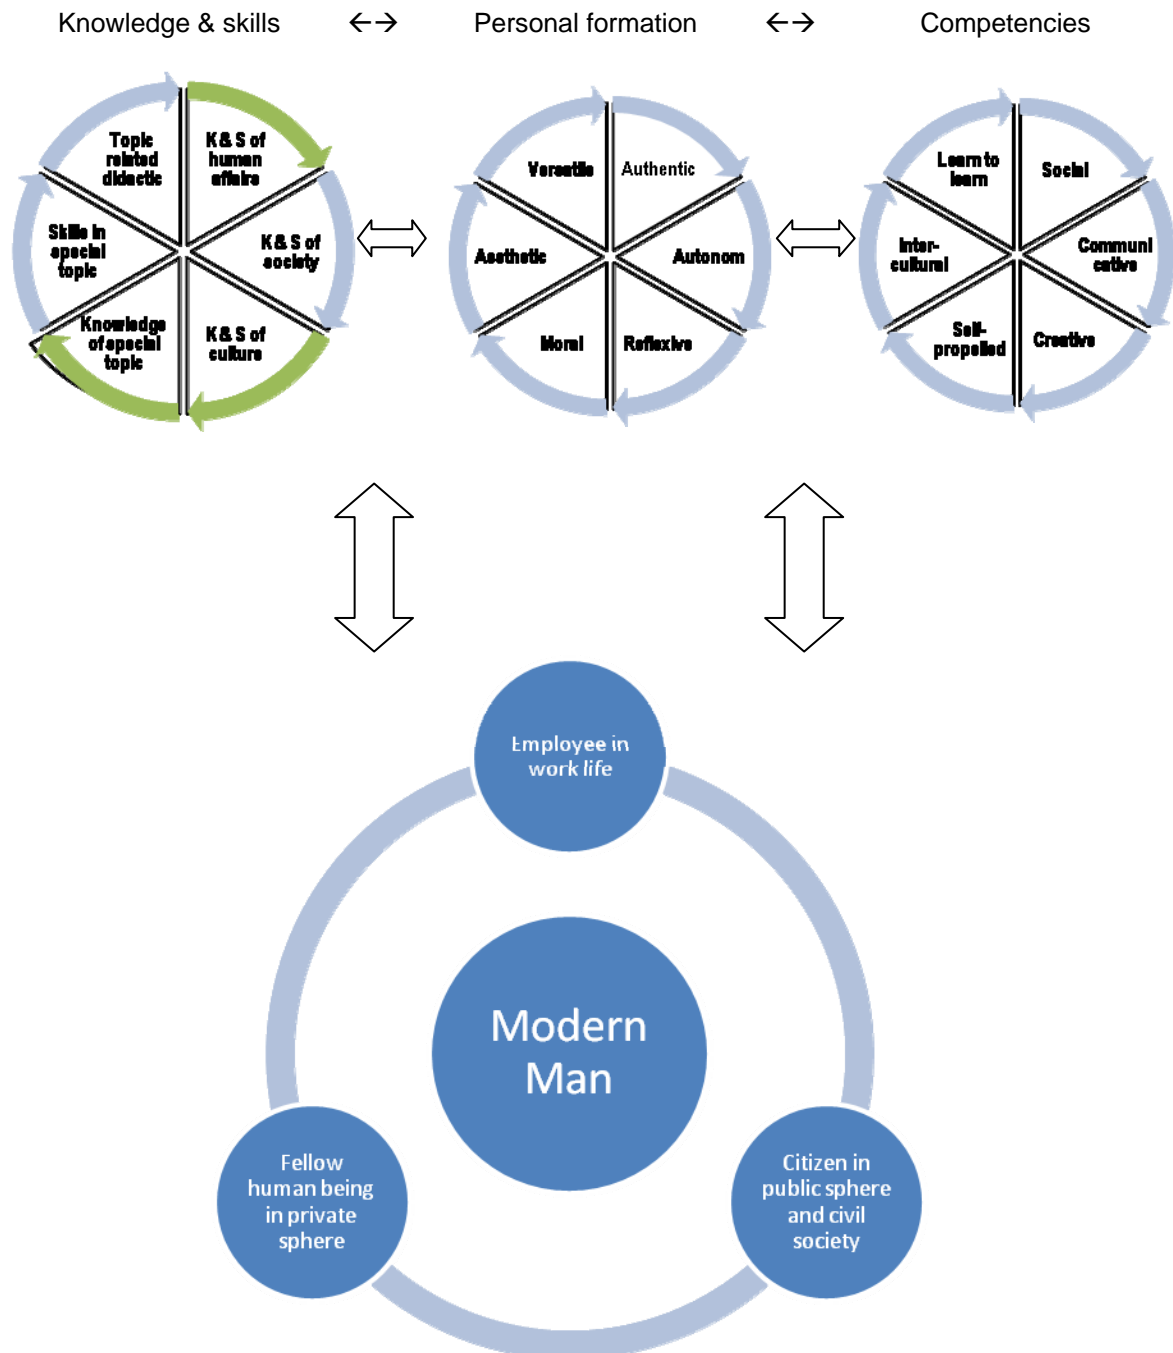 Knowledge & skills ←→ Personal formation ←→ Competencies
Topic
related
didactic
K & S of
human
affairs
Skills in
special
topic
K & S of
society
Knowledge
of special
topic
K & S of
culture
Versatile
Authentic
Aesthetic
Autonom
Moral
Reflexive
Learn to
learn
Social
Inter-
cultural
Communi
cative
Self-
propelled
Creative
Employee in
work life
Modern
Man
Fellow
human being
in private
sphere
Citizen in
public sphere
and civil
society